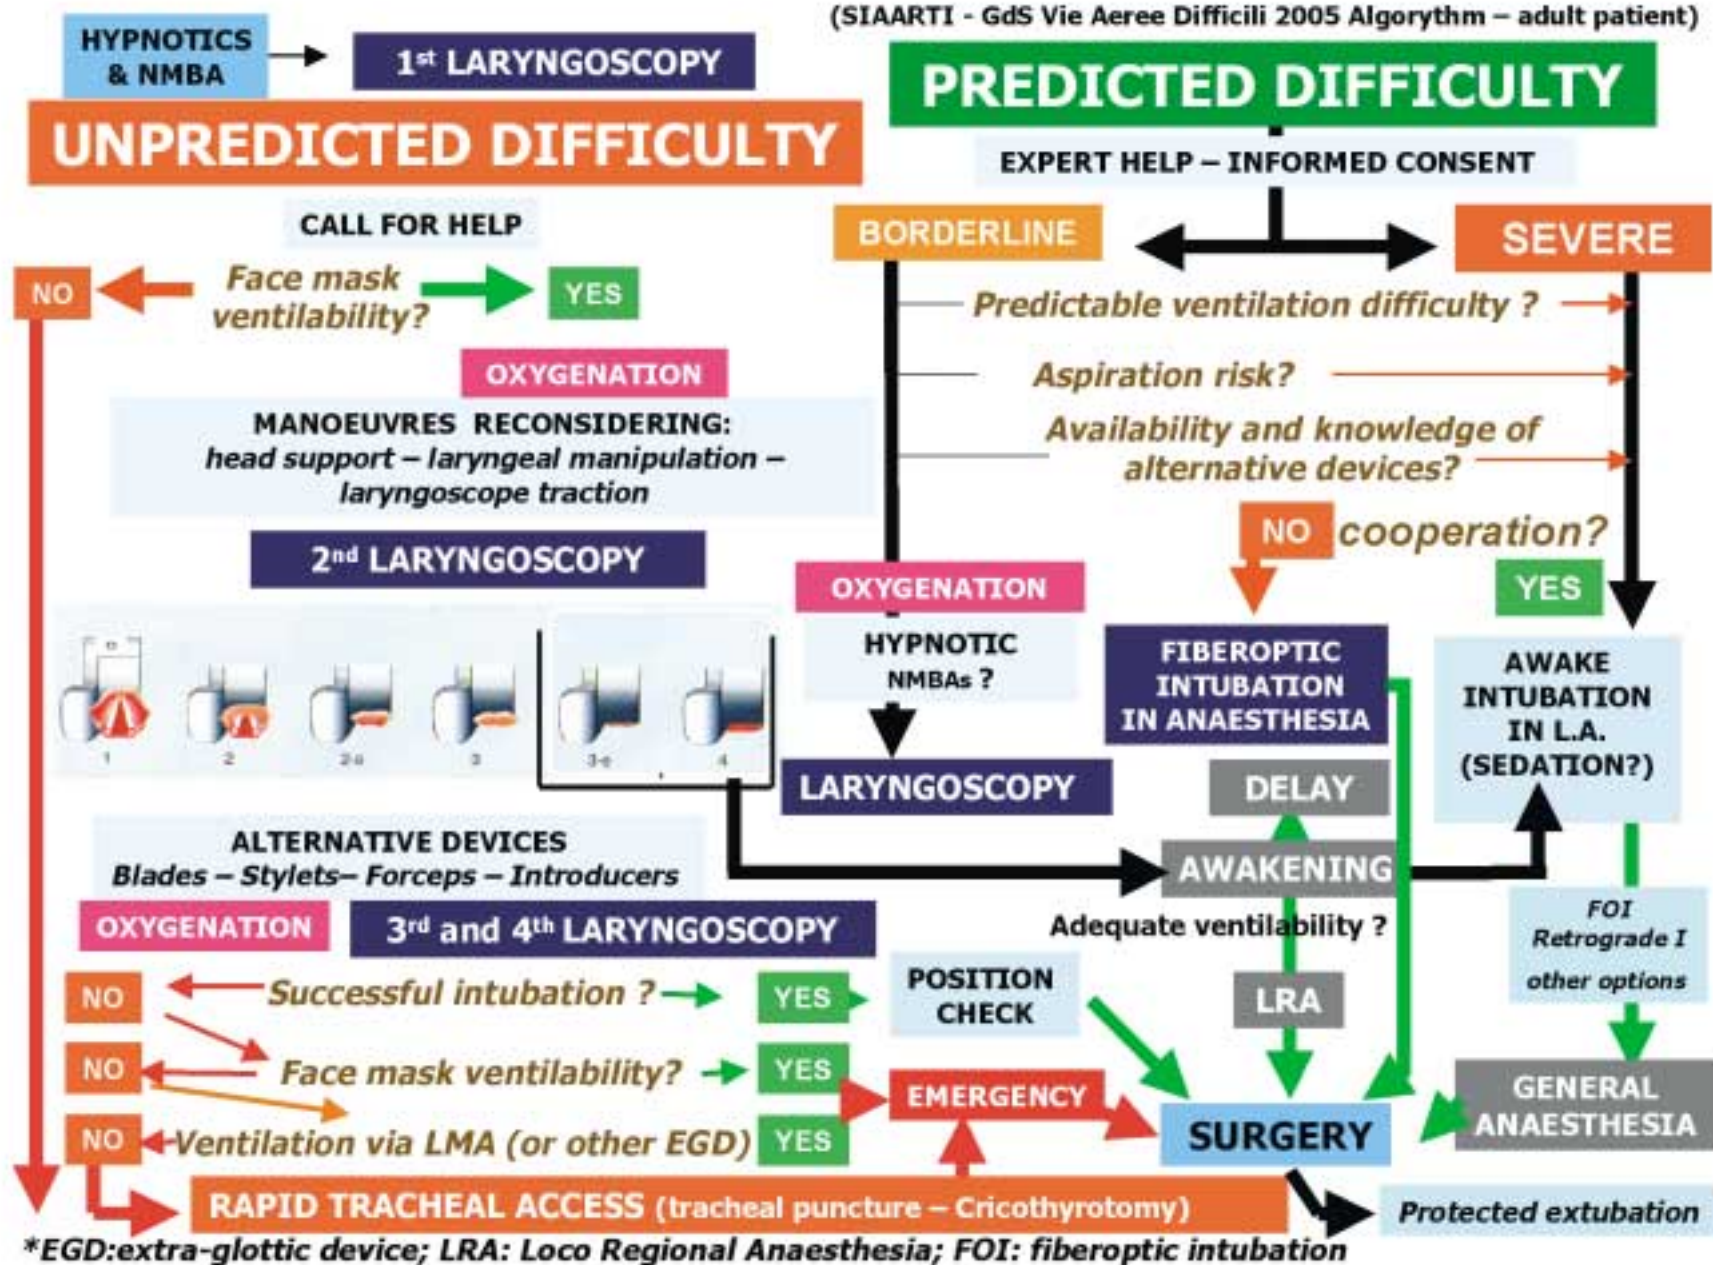 (SIAARTI - GdS Vie Aeree Difficili 2005 Algorythm – adult patient)
HYPNOTICS
& NMBA
1st LARYNGOSCOPY
UNPREDICTED DIFFICULTY
CALL FOR HELP
NO
Face mask
ventilability?
YES
OXYGENATION
MANOEUVRES RECONSIDERING:
head support – laryngeal manipulation –
laryngoscope traction
2nd LARYNGOSCOPY
1
2
3
4
ALTERNATIVE DEVICES
Blades – Stylets– Forceps – Introducers
OXYGENATION
3rd and 4th LARYNGOSCOPY
NO
Successful intubation ?
YES
POSITION
CHECK
NO
Face mask ventilability?
YES
NO
Ventilation via LMA (or other EGD)
YES
EMERGENCY
RAPID TRACHEAL ACCESS (tracheal puncture – Cricothyrotomy)
PREDICTED DIFFICULTY
EXPERT HELP – INFORMED CONSENT
BORDERLINE
SEVERE
Predictable ventilation difficulty ?
Aspiration risk?
Availability and knowledge of
alternative devices?
NO
cooperation?
YES
OXYGENATION
HYPNOTIC
NMBAs ?
LARYNGOSCOPY
FIBEROPTIC
INTUBATION
IN ANAESTHESIA
AWAKE
INTUBATION
IN L.A.
(SEDATION?)
DELAY
AWAKENING
Adequate ventilability ?
LRA
FOI
Retrograde I
other options
GENERAL
ANAESTHESIA
SURGERY
Protected extubation
*EGD:extra-glottic device; LRA: Loco Regional Anaesthesia; FOI: fiberoptic intubation